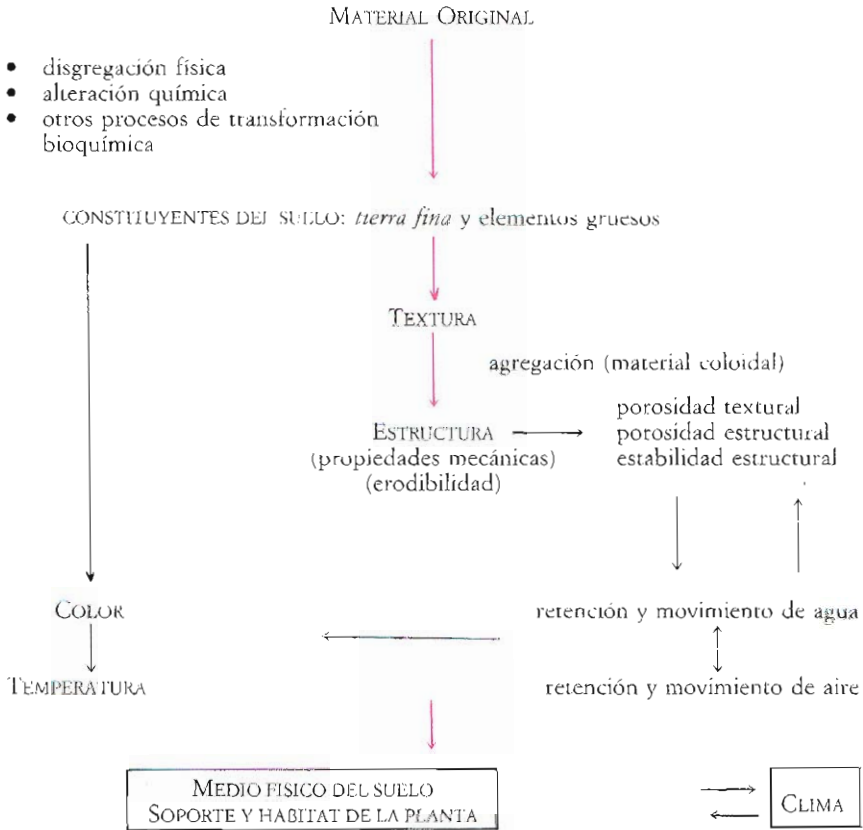 MATERIAL ORIGINAL
• disgregación física
• alteración química
• otros procesos de transformación
bioquímica
CONSTITUYENTES DEL SUELO: tierra fina y elementos gruesos
TEXTURA
agregación (material coloidal)
ESTRUCTURA
(propiedades mecánicas)
(erodibilidad)
porosidad textural
porosidad estructural
estabilidad estructural
COLOR
retención y movimiento de agua
TEMPERATURA
retención y movimiento de aire
MEDIO FISICO DEL SUELO
SOPORTE Y HABITAT DE LA PLANTA
CLIMA